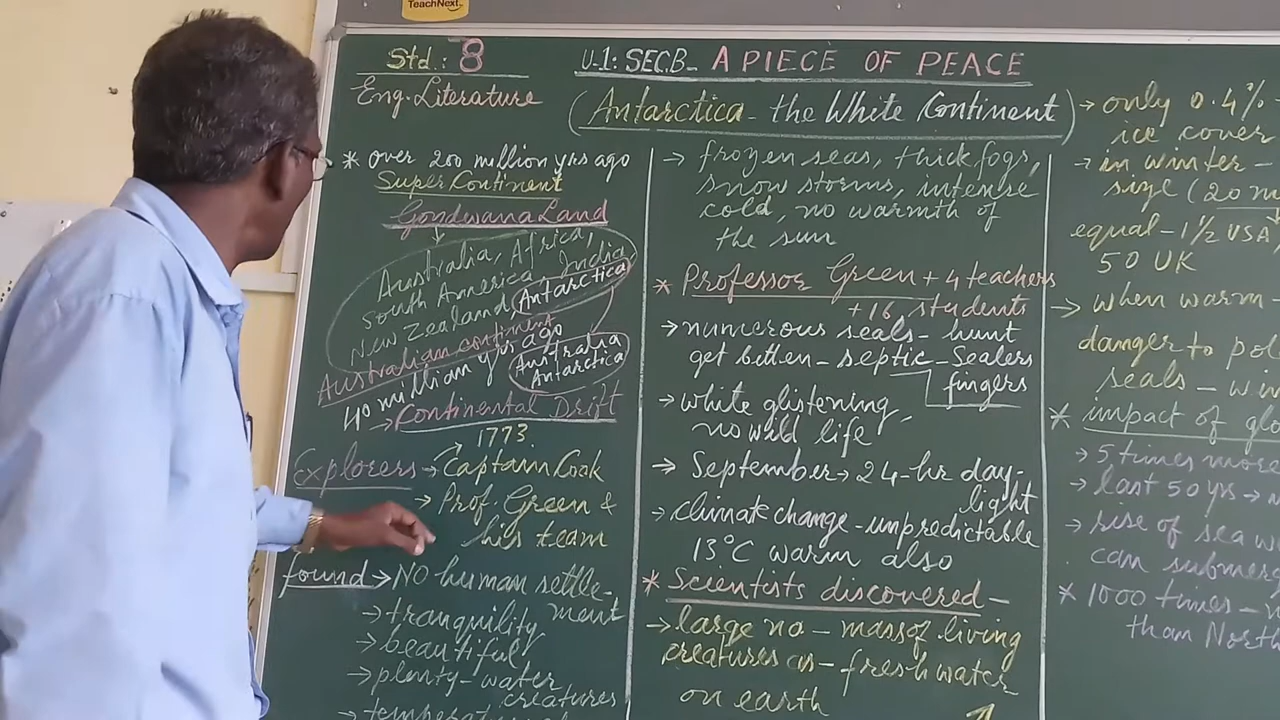 TeachNext
Std.: 8
Eng. Literature
U-1: SEC.B- A PIECE OF PEACE
(Antarctica - the White Continent)
* over 200 million yrs ago
Super Continent
Gondwana Land
Australia, Africa,
South America, India,
New Zealand, Antarctica
Australian continent
40 million yrs ago
Australia
Antarctica
→ Continental Drift
1773.
Explorers → Captain Cook
→ Prof. Green &
his team
found → NO human settle-
ment
→ tranquility
→ beautiful
→ plenty - water
creatures
→ frozen seas, thick fogs,
snow storms, intense
cold, no warmth of
the sun
* Professor Green + 4 teachers
+ 16 students
→ numerous seals - hunt
get bitten - septic - Sealers
fingers
→ white glistening,
no wild life
→ September → 24-hr day-
light
→ climate change - unpredictable
13°C warm also
* Scientists discovered -
→ large no - mass of living
creatures as - fresh water
on earth
→ only 0.4%
ice cover
→ in winter -
size (20 m
equal - 1½ USA
50 UK
→ when warm -
danger to pol
seals -
* impact of glo
→ 5 times more
→ last 50 yrs →
→ rise of sea w
can submerg
* 1000 times -
than North